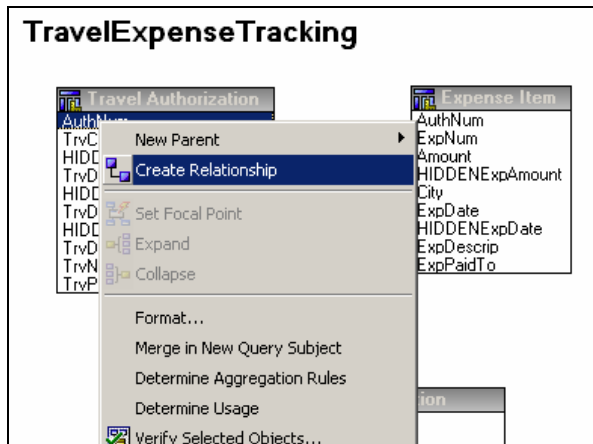 TravelExpenseTracking
Travel Authorization
AuthNum
TrvC
HIDD
TrvD
HIDD
TrvD
HIDD
TrvD
TrvN
TrvP
New Parent
Create Relationship
Set Focal Point
Expand
Collapse
Format...
Merge in New Query Subject
Determine Aggregation Rules
Determine Usage
Verify Selected Objects...
Expense Item
AuthNum
ExpNum
Amount
HIDDENExpAmount
City
ExpDate
HIDDENExpDate
ExpDescrip
ExpPaidTo
ion